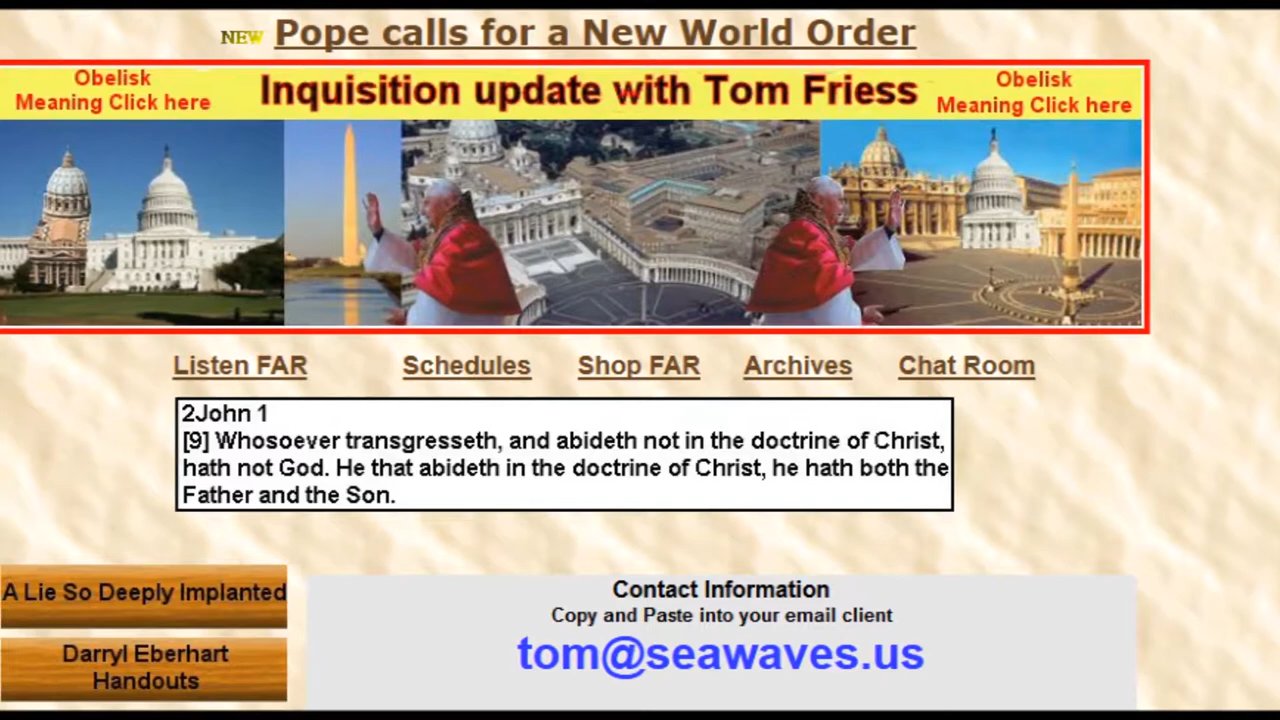 NEW Pope calls for a New World Order
Obelisk
Meaning Click here
Inquisition update with Tom Friess
Obelisk
Meaning Click here
Listen FAR Schedules Shop FAR Archives Chat Room
2John 1
[9] Whosoever transgresseth, and abideth not in the doctrine of Christ,
hath not God. He that abideth in the doctrine of Christ, he hath both the
Father and the Son.
A Lie So Deeply Implanted
Darryl Eberhart
Handouts
Contact Information
Copy and Paste into your email client
tom@seawaves.us